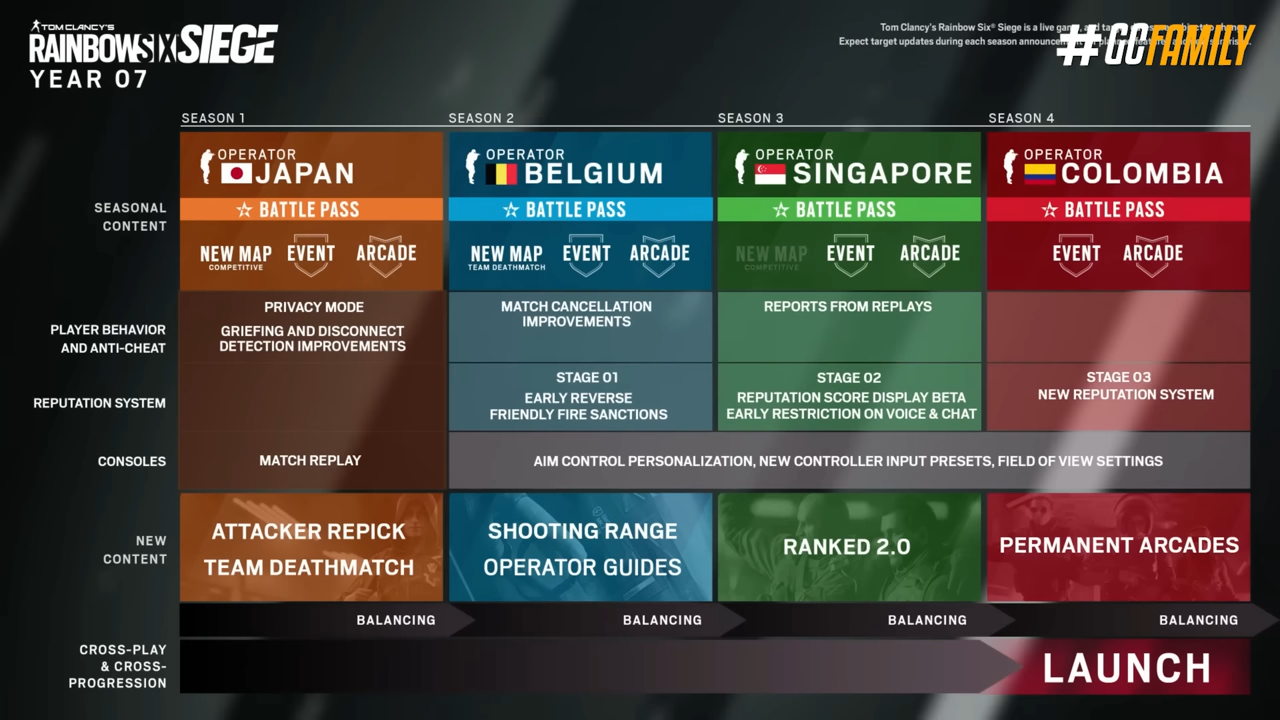 TOM CLANCY'S
RAINBOWSIX SIEGE
YEAR 07
Tom Clancy's Rainbow Six® Siege is a live game, and
Expect target updates during each season
#GCFAMILY
SEASON 1
SEASON 2
SEASON 3
SEASON 4
OPERATOR
JAPAN
OPERATOR
BELGIUM
OPERATOR
SINGAPORE
OPERATOR
COLOMBIA
SEASONAL
CONTENT
BATTLE PASS
BATTLE PASS
BATTLE PASS
BATTLE PASS
NEW MAP
COMPETITIVE
EVENT
ARCADE
NEW MAP
TEAM DEATHMATCH
EVENT
ARCADE
NEW MAP
COMPETITIVE
EVENT
ARCADE
EVENT
ARCADE
PLAYER BEHAVIOR
AND ANTI-CHEAT
PRIVACY MODE
GRIEFING AND DISCONNECT
DETECTION IMPROVEMENTS
MATCH CANCELLATION
IMPROVEMENTS
REPORTS FROM REPLAYS
REPUTATION SYSTEM
STAGE 01
EARLY REVERSE
FRIENDLY FIRE SANCTIONS
STAGE 02
REPUTATION SCORE DISPLAY BETA
EARLY RESTRICTION ON VOICE & CHAT
STAGE 03
NEW REPUTATION SYSTEM
CONSOLES
MATCH REPLAY
AIM CONTROL PERSONALIZATION, NEW CONTROLLER INPUT PRESETS, FIELD OF VIEW SETTINGS
NEW
CONTENT
ATTACKER REPICK
TEAM DEATHMATCH
SHOOTING RANGE
OPERATOR GUIDES
RANKED 2.0
PERMANENT ARCADES
BALANCING
BALANCING
BALANCING
BALANCING
CROSS-PLAY
& CROSS-
PROGRESSION
LAUNCH